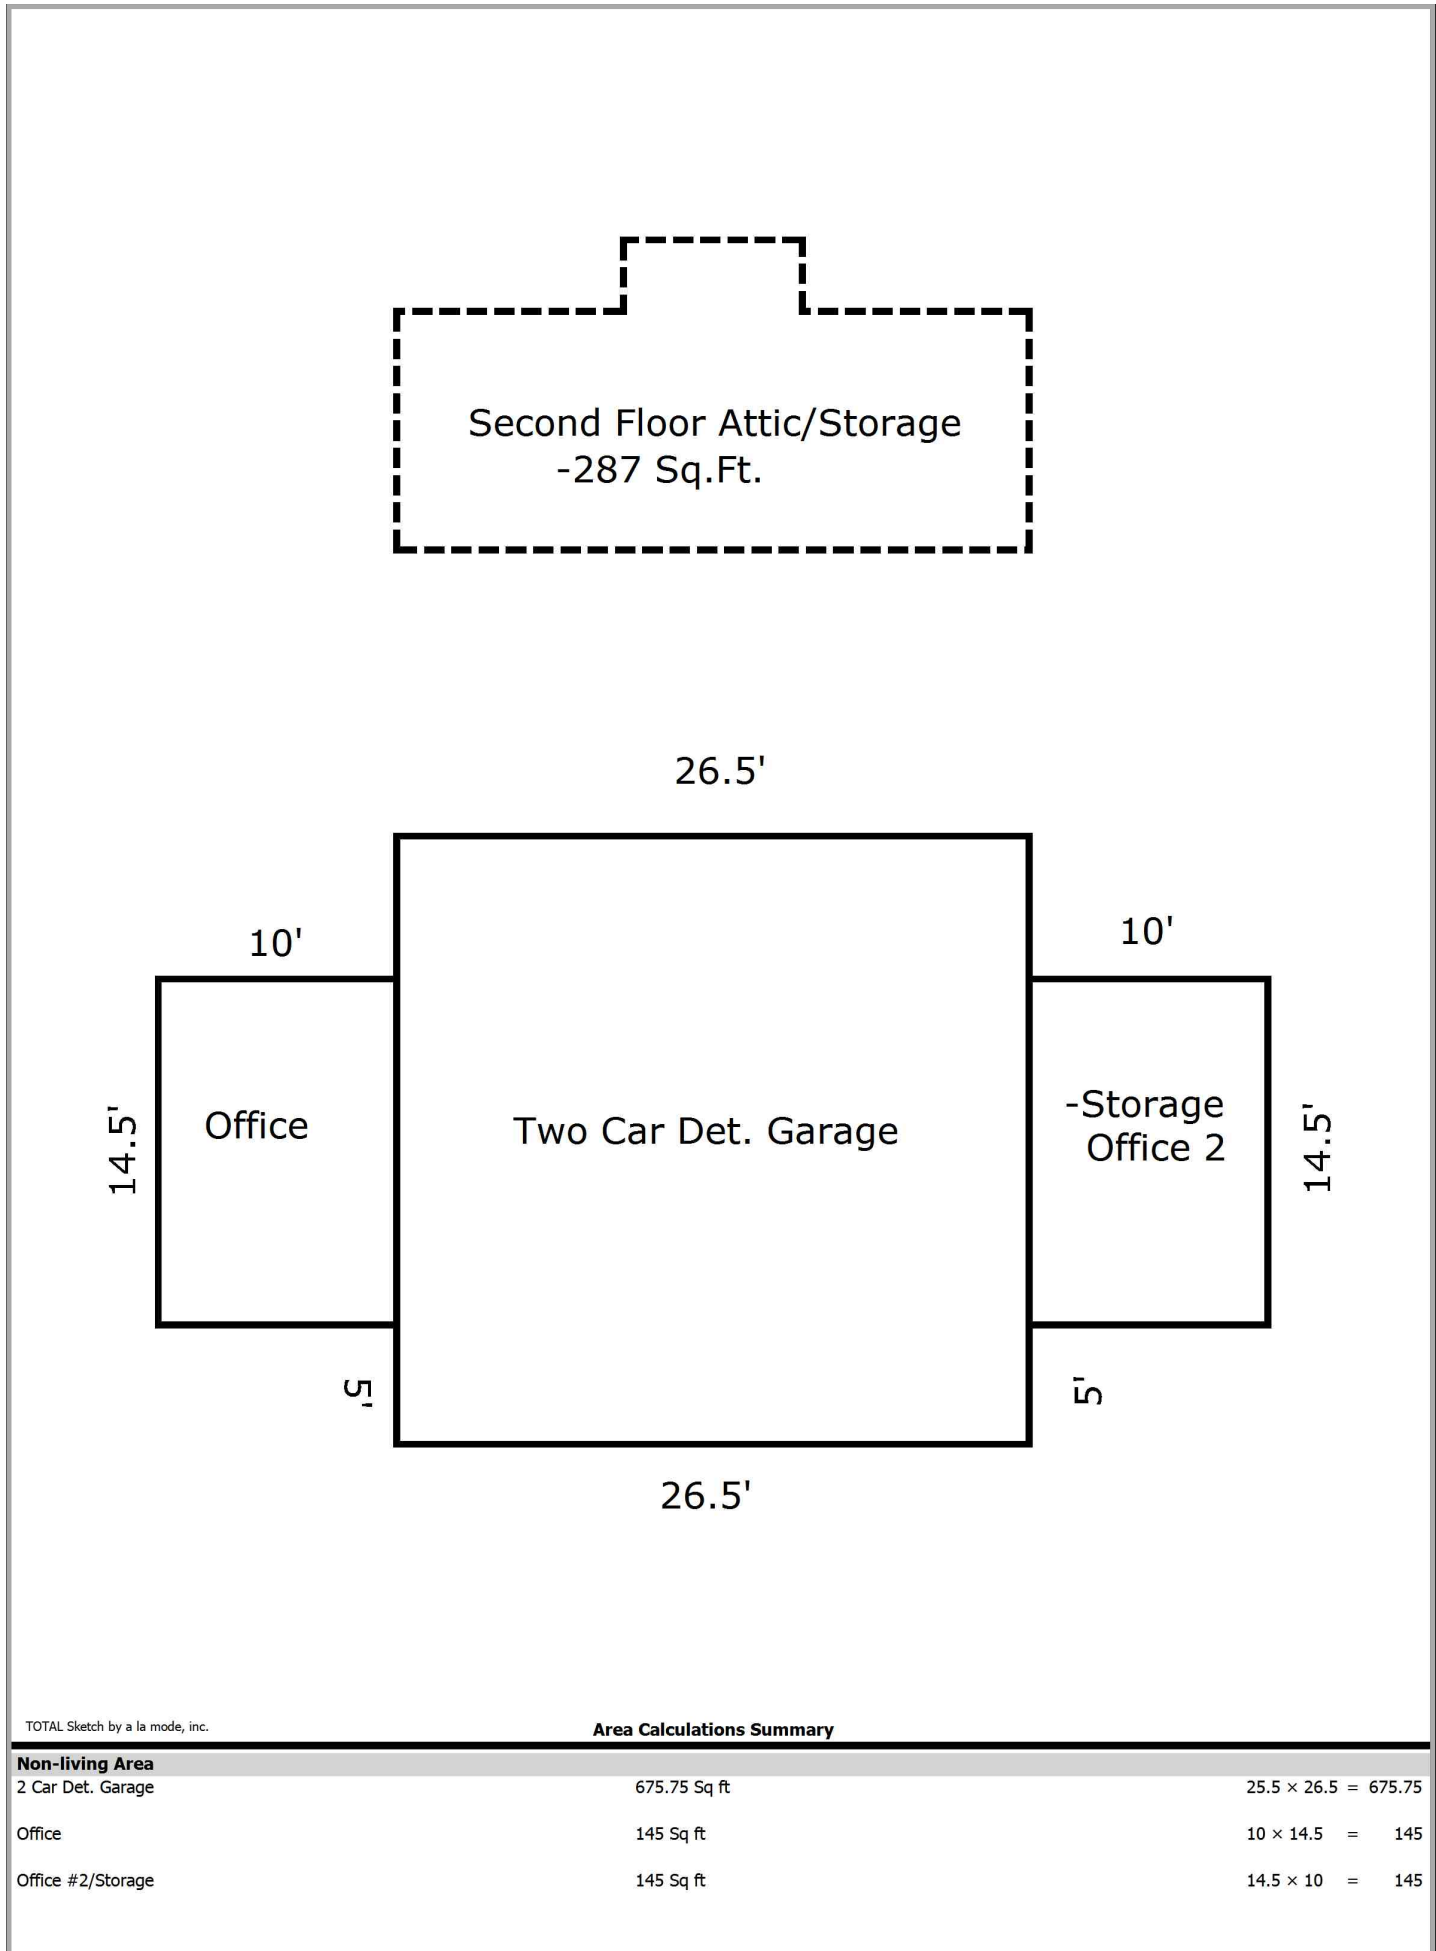 Second Floor Attic/Storage
-287 Sq.Ft.
26.5'
10'
10'
14.5'
Office
Two Car Det. Garage
-Storage
Office 2
14.5'
5'
5'
26.5'
TOTAL Sketch by a la mode, inc.
Area Calculations Summary
Non-living Area
2 Car Det. Garage 675.75 Sq ft 25.5 × 26.5 = 675.75
Office 145 Sq ft 10 × 14.5 = 145
Office #2/Storage 145 Sq ft 14.5 × 10 = 145